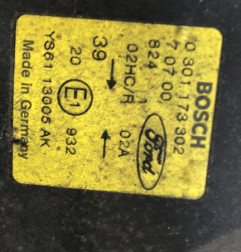 BOSCH
0 301 173 302
7 07 00
824
Ford
02HC/R 02A
39
20 E1 932
YS61 13005 AK
Made in Germany